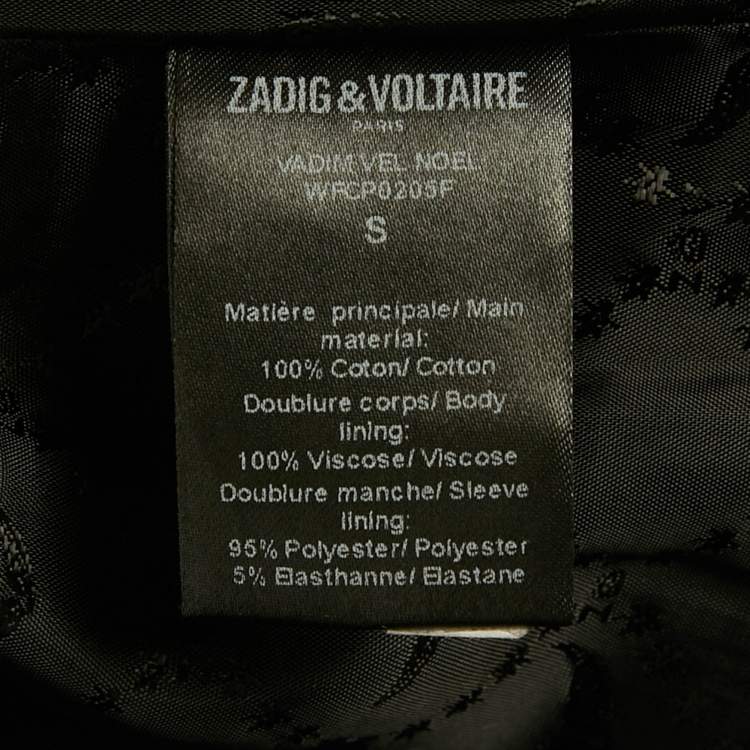 ZADIG & VOLTAIRE
PARIS
VADIM VEL NOEL
WFCP0205F
S
Matière principale/ Main
material:
100% Coton/ Cotton
Doublure corps/ Body
lining:
100% Viscose/ Viscose
Doublure manche/ Sleeve
lining:
95% Polyester/ Polyester
5% Elasthanne/ Elastane